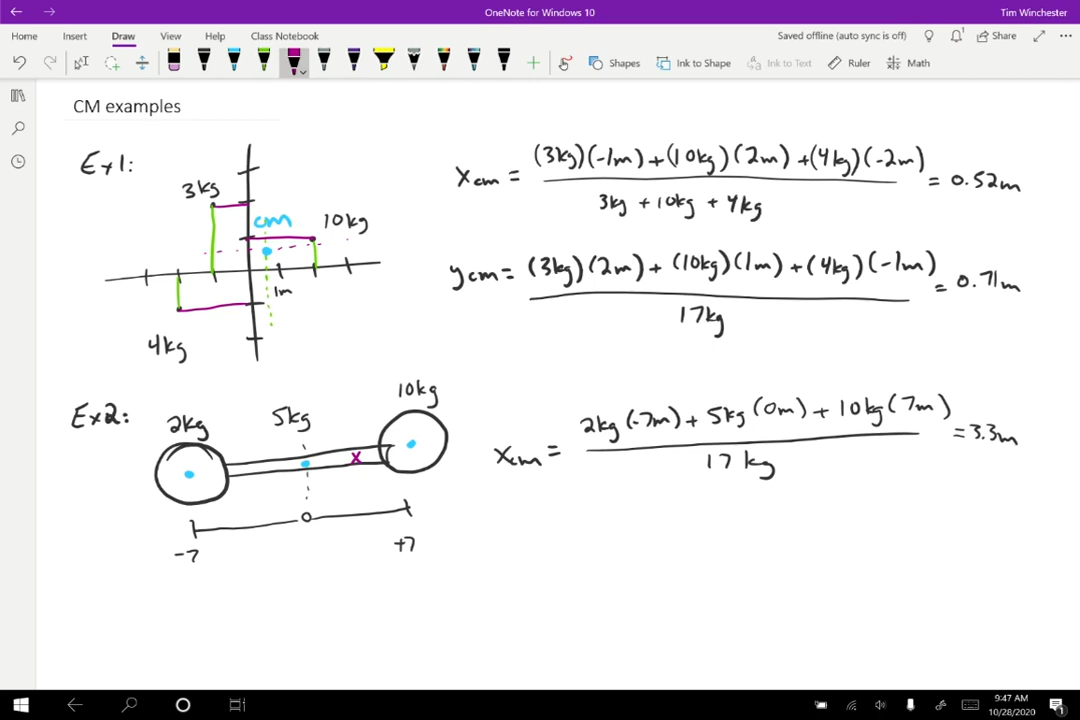 OneNote for Windows 10
Tim Winchester
Home Insert Draw View Help Class Notebook
Saved offline (auto sync is off) Share
Shapes Ink to Shape Ink to Text Ruler Math
CM examples
Ex1:
3kg
cm
10kg
1m
4kg
xcm = (3kg)(-1m)+(10kg)(2m)+(4kg)(-2m) = 0.52m
3kg + 10kg + 4kg
ycm = (3kg)(2m) + (10kg)(1m) + (4kg)(-1m) = 0.71m
17kg
Ex2:
2kg
5kg
10kg
x
0
-7
+7
xcm = 2kg(-7m) + 5kg(0m) + 10kg(7m) = 3.3m
17 kg
9:47 AM
10/28/2020
1